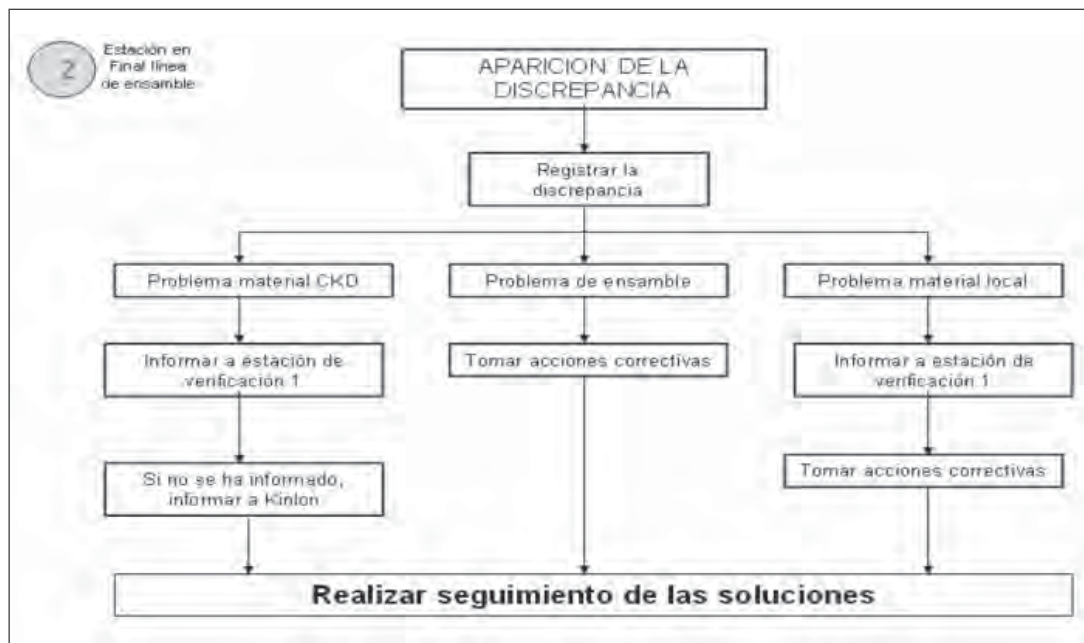 2
Estación en
Final línea
de ensamble
APARICION DE LA
DISCREPANCIA
Registrar la
discrepancia
Problema material CKD
Problema de ensamble
Problema material local
Informar a estación de
verificación 1
Tomar acciones correctivas
Informar a estación de
verificación 1
Si no se ha informado,
informar a Kinlon
Tomar acciones correctivas
Realizar seguimiento de las soluciones